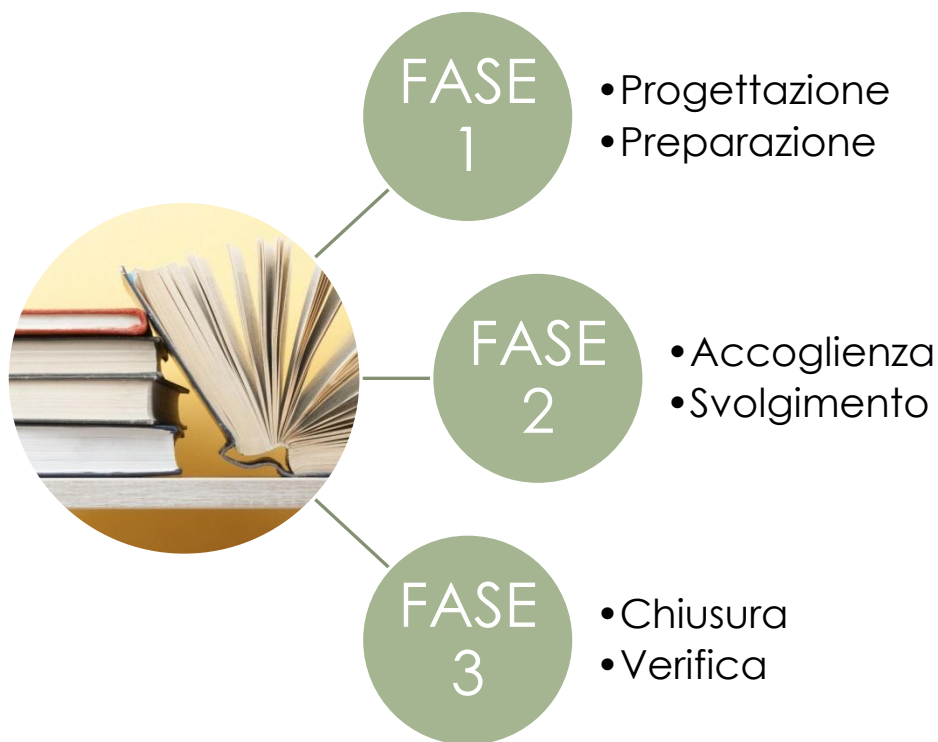 FASE
1
•Progettazione
•Preparazione
FASE
2
•Accoglienza
•Svolgimento
FASE
3
•Chiusura
•Verifica